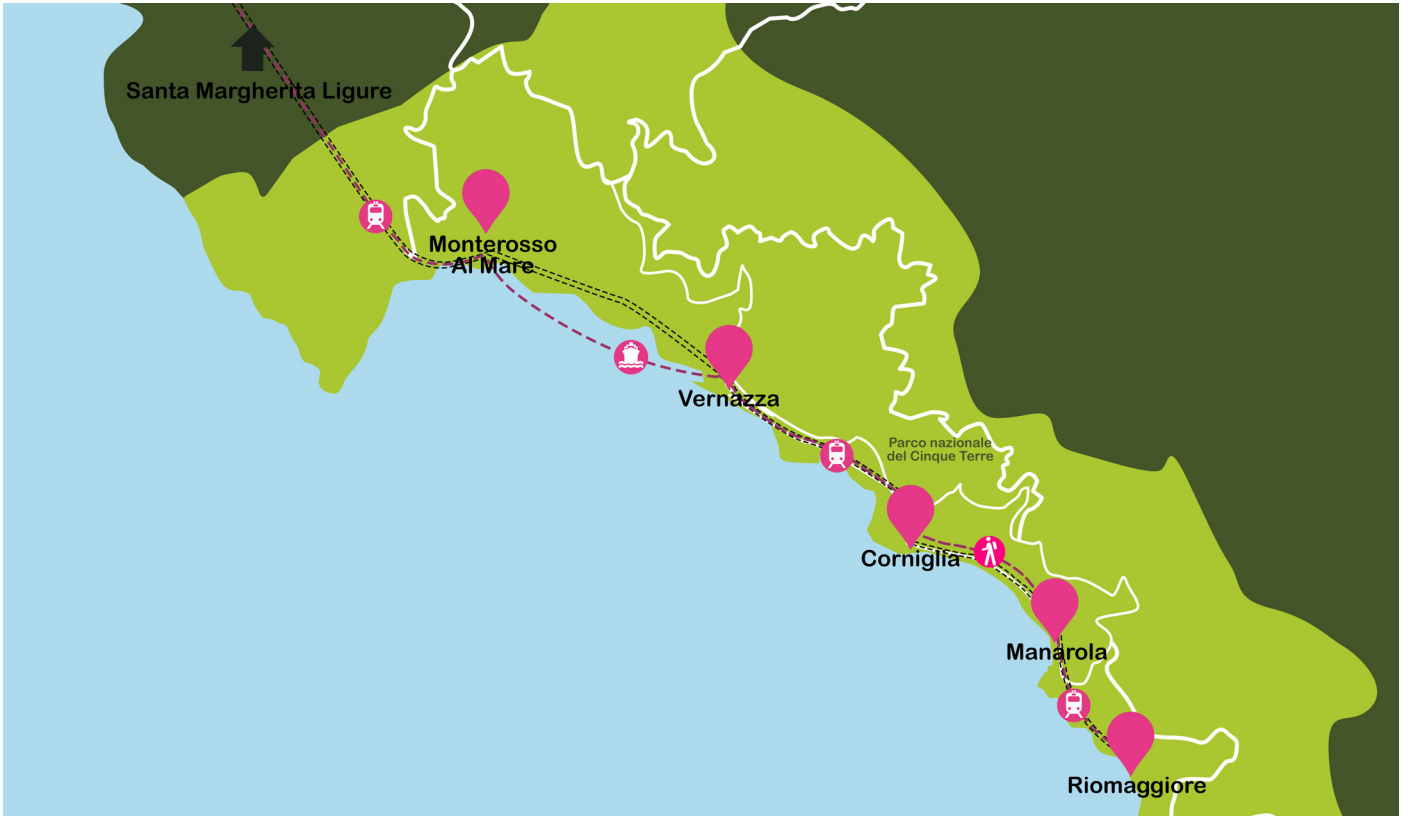 Santa Margherita Ligure
Monterosso
Al Mare
Vernazza
Parco nazionale
del Cinque Terre
Corniglia
Manarola
Riomaggiore